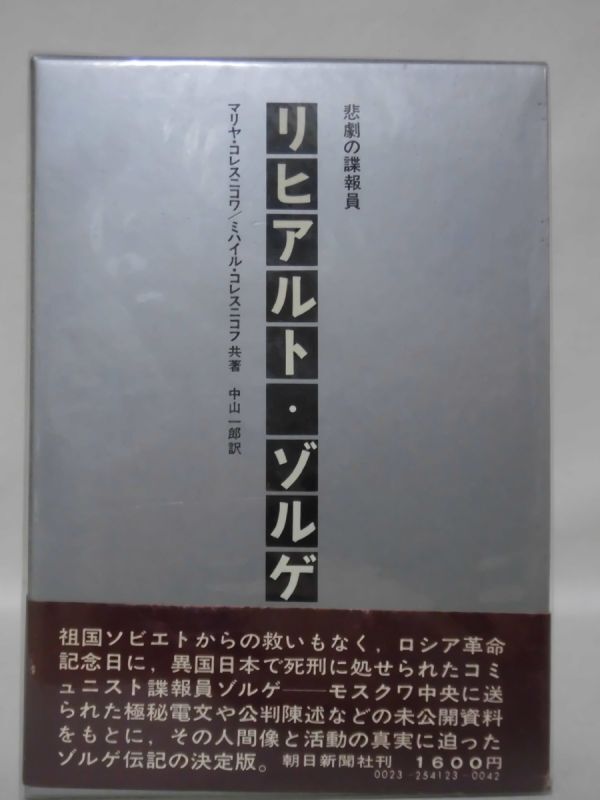 悲劇の諜報員
リヒアルト・ゾルゲ
マリヤ・コレスニコワ/ミハイル・コレスニコフ 共著 中山一郎訳
祖国ソビエトからの救いもなく，ロシア革命
記念日に，異国日本で死刑に処せられたコミ
ュニスト諜報員ゾルゲ――モスクワ中央に送
られた極秘電文や公判陳述などの未公開資料
をもとに，その人間像と活動の真実に迫った
ゾルゲ伝記の決定版。 朝日新聞社刊 1600円
0023-254123-0042